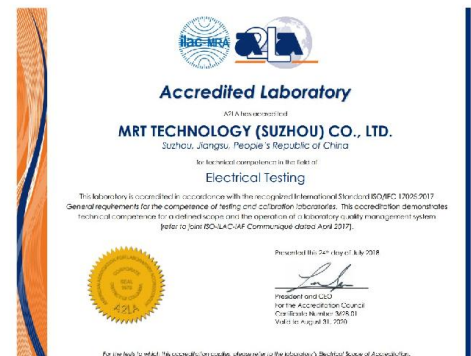 ilac-MRA
A2LA
Accredited Laboratory
A2LA has accredited
MRT TECHNOLOGY (SUZHOU) CO., LTD.
Suzhou, Jiangsu, People's Republic of China
for technical competence in the field of
Electrical Testing
This laboratory is accredited in accordance with the recognized International Standard ISO/IEC 17025:2017
General requirements for the competence of testing and calibration laboratories. This accreditation demonstrates
technical competence for a defined scope and the operation of a laboratory quality management system
(refer to joint ISO-ILAC-IAF Communiqué dated April 2017).
Presented this 24th day of July 2018
President and CEO
For the Accreditation Council
Certificate Number 3628.01
Valid to August 31, 2020
SEAL
A2LA
For the tests to which this accreditation applies, please refer to the laboratory's Electrical Scope of Accreditation.